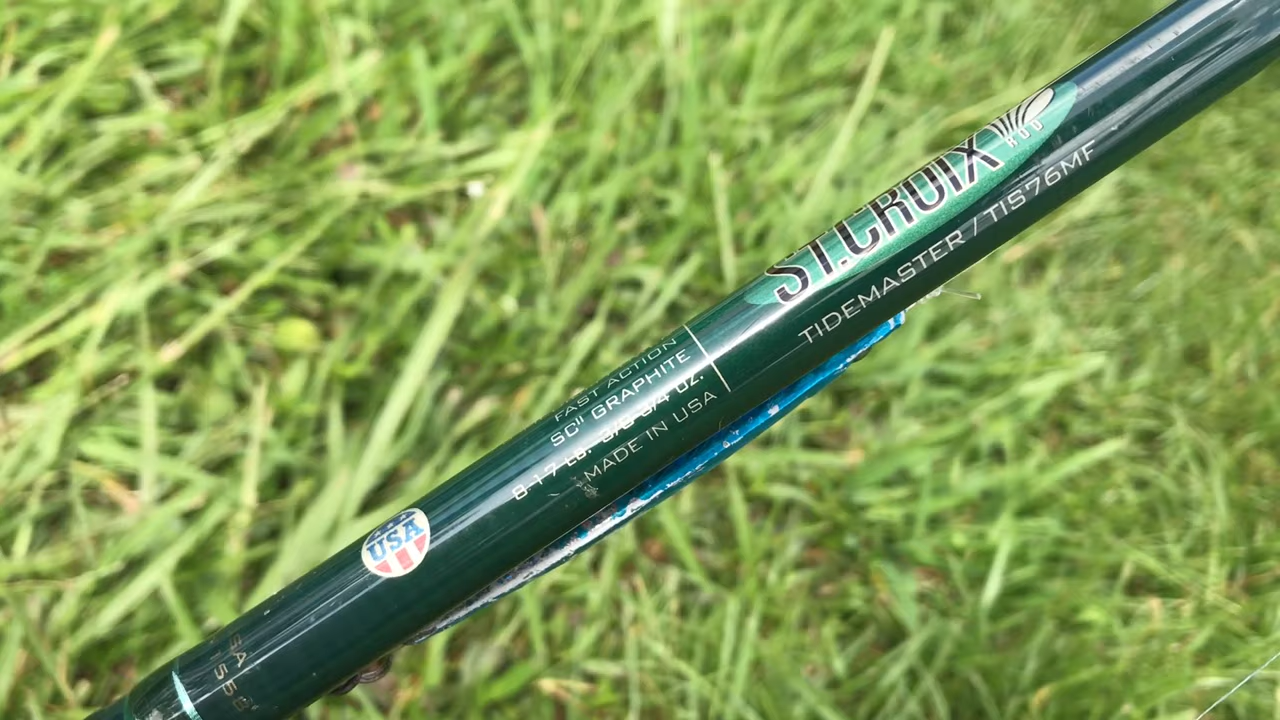 ST.CROIX
ROD
TIDEMASTER / TIS76MF
FAST ACTION
SCII GRAPHITE
8-17 LB. 3/8-3/4 OZ.
MADE IN USA
USA